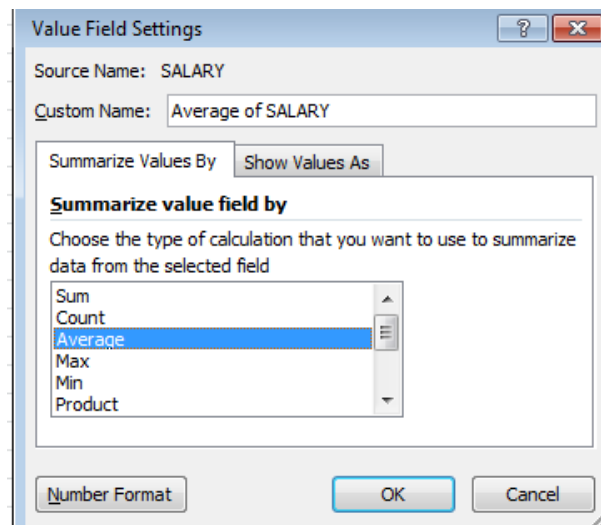 Value Field Settings
Source Name: SALARY
Custom Name: Average of SALARY
Summarize Values By Show Values As
Summarize value field by
Choose the type of calculation that you want to use to summarize
data from the selected field
Sum
Count
Average
Max
Min
Product
Number Format OK Cancel